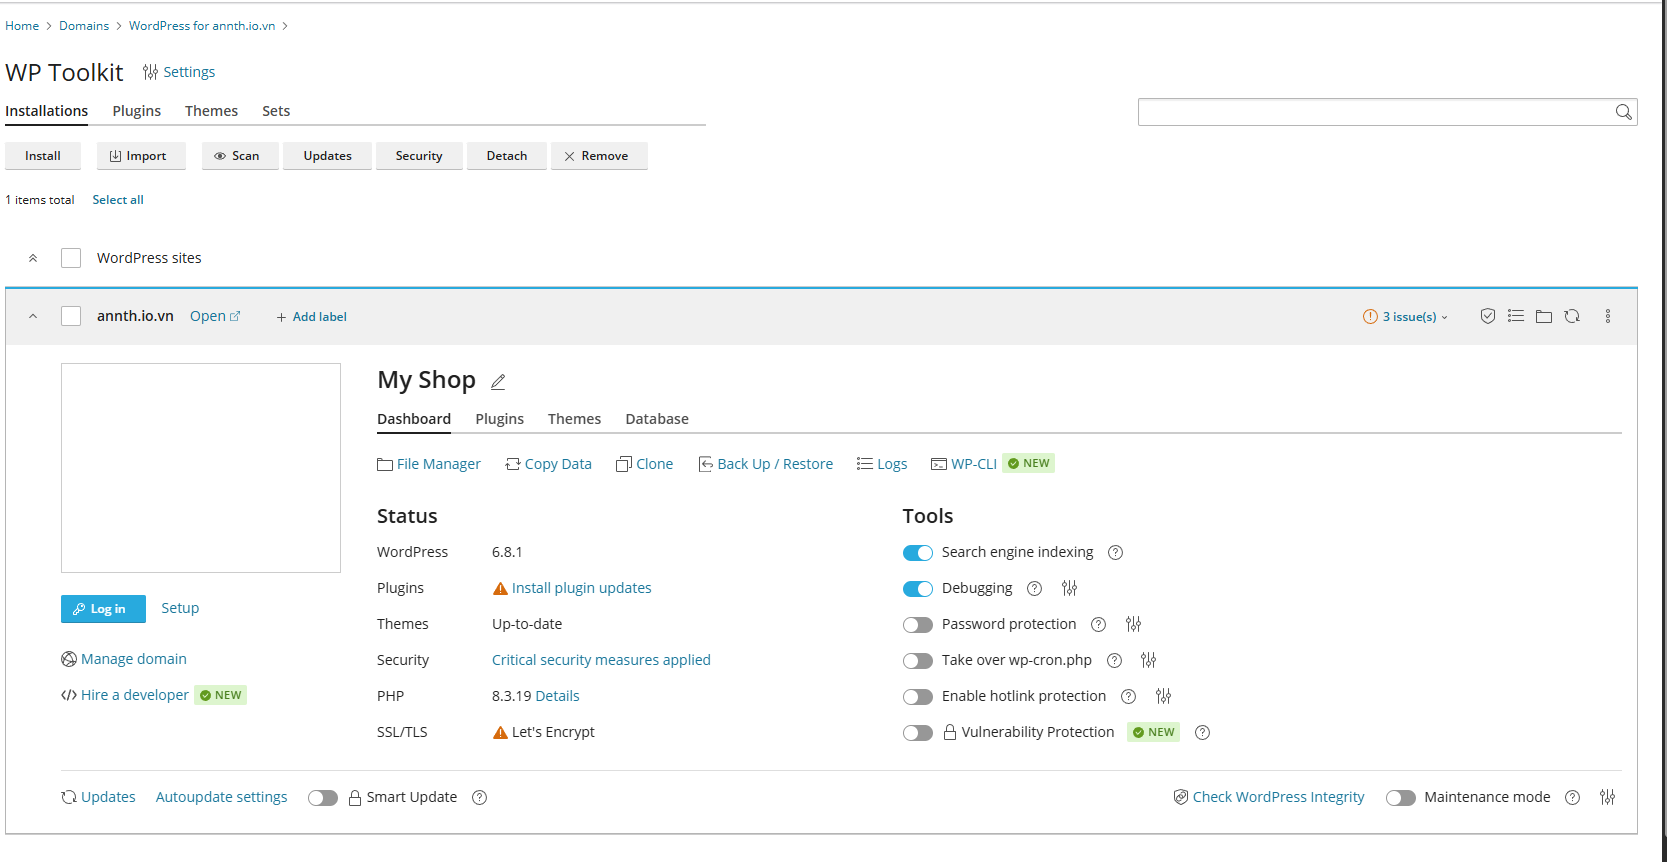 Home > Domains > WordPress for annth.io.vn >
WP Toolkit Settings
Installations Plugins Themes Sets
Install Import Scan Updates Security Detach Remove
1 items total Select all
WordPress sites
annth.io.vn Open + Add label 3 issue(s)
My Shop
Dashboard Plugins Themes Database
File Manager Copy Data Clone Back Up / Restore Logs WP-CLI NEW
Status
WordPress 6.8.1
Plugins Install plugin updates
Themes Up-to-date
Security Critical security measures applied
PHP 8.3.19 Details
SSL/TLS Let's Encrypt
Tools
Search engine indexing
Debugging
Password protection
Take over wp-cron.php
Enable hotlink protection
Vulnerability Protection NEW
Log in Setup
Manage domain
</> Hire a developer NEW
Updates Autoupdate settings Smart Update Check WordPress Integrity Maintenance mode